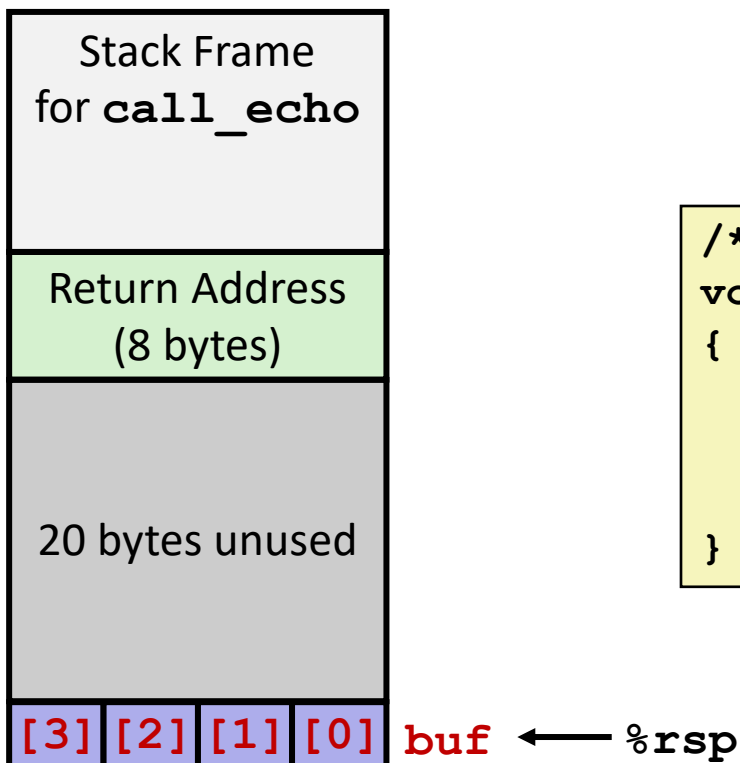 Stack Frame
for call_echo
Return Address
(8 bytes)
20 bytes unused
[3] [2] [1] [0] buf ← %rsp
/*
vo
{
}